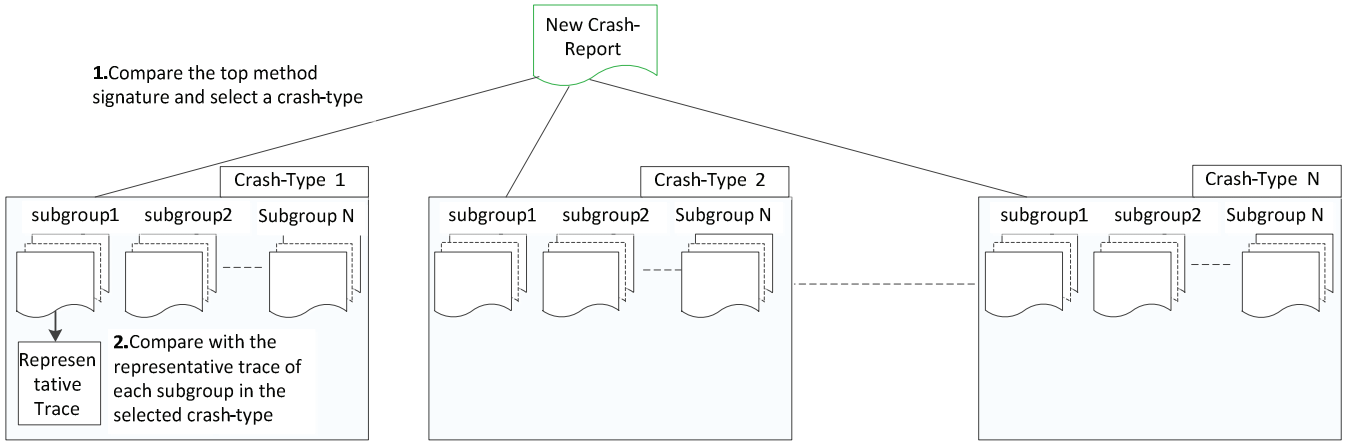 New Crash-
Report
1.Compare the top method
signature and select a crash-type
Crash-Type 1
subgroup1 subgroup2 Subgroup N
Represen
tative
Trace
2.Compare with the
representative trace of
each subgroup in the
selected crash-type
Crash-Type 2
subgroup1 subgroup2 Subgroup N
Crash-Type N
subgroup1 subgroup2 Subgroup N